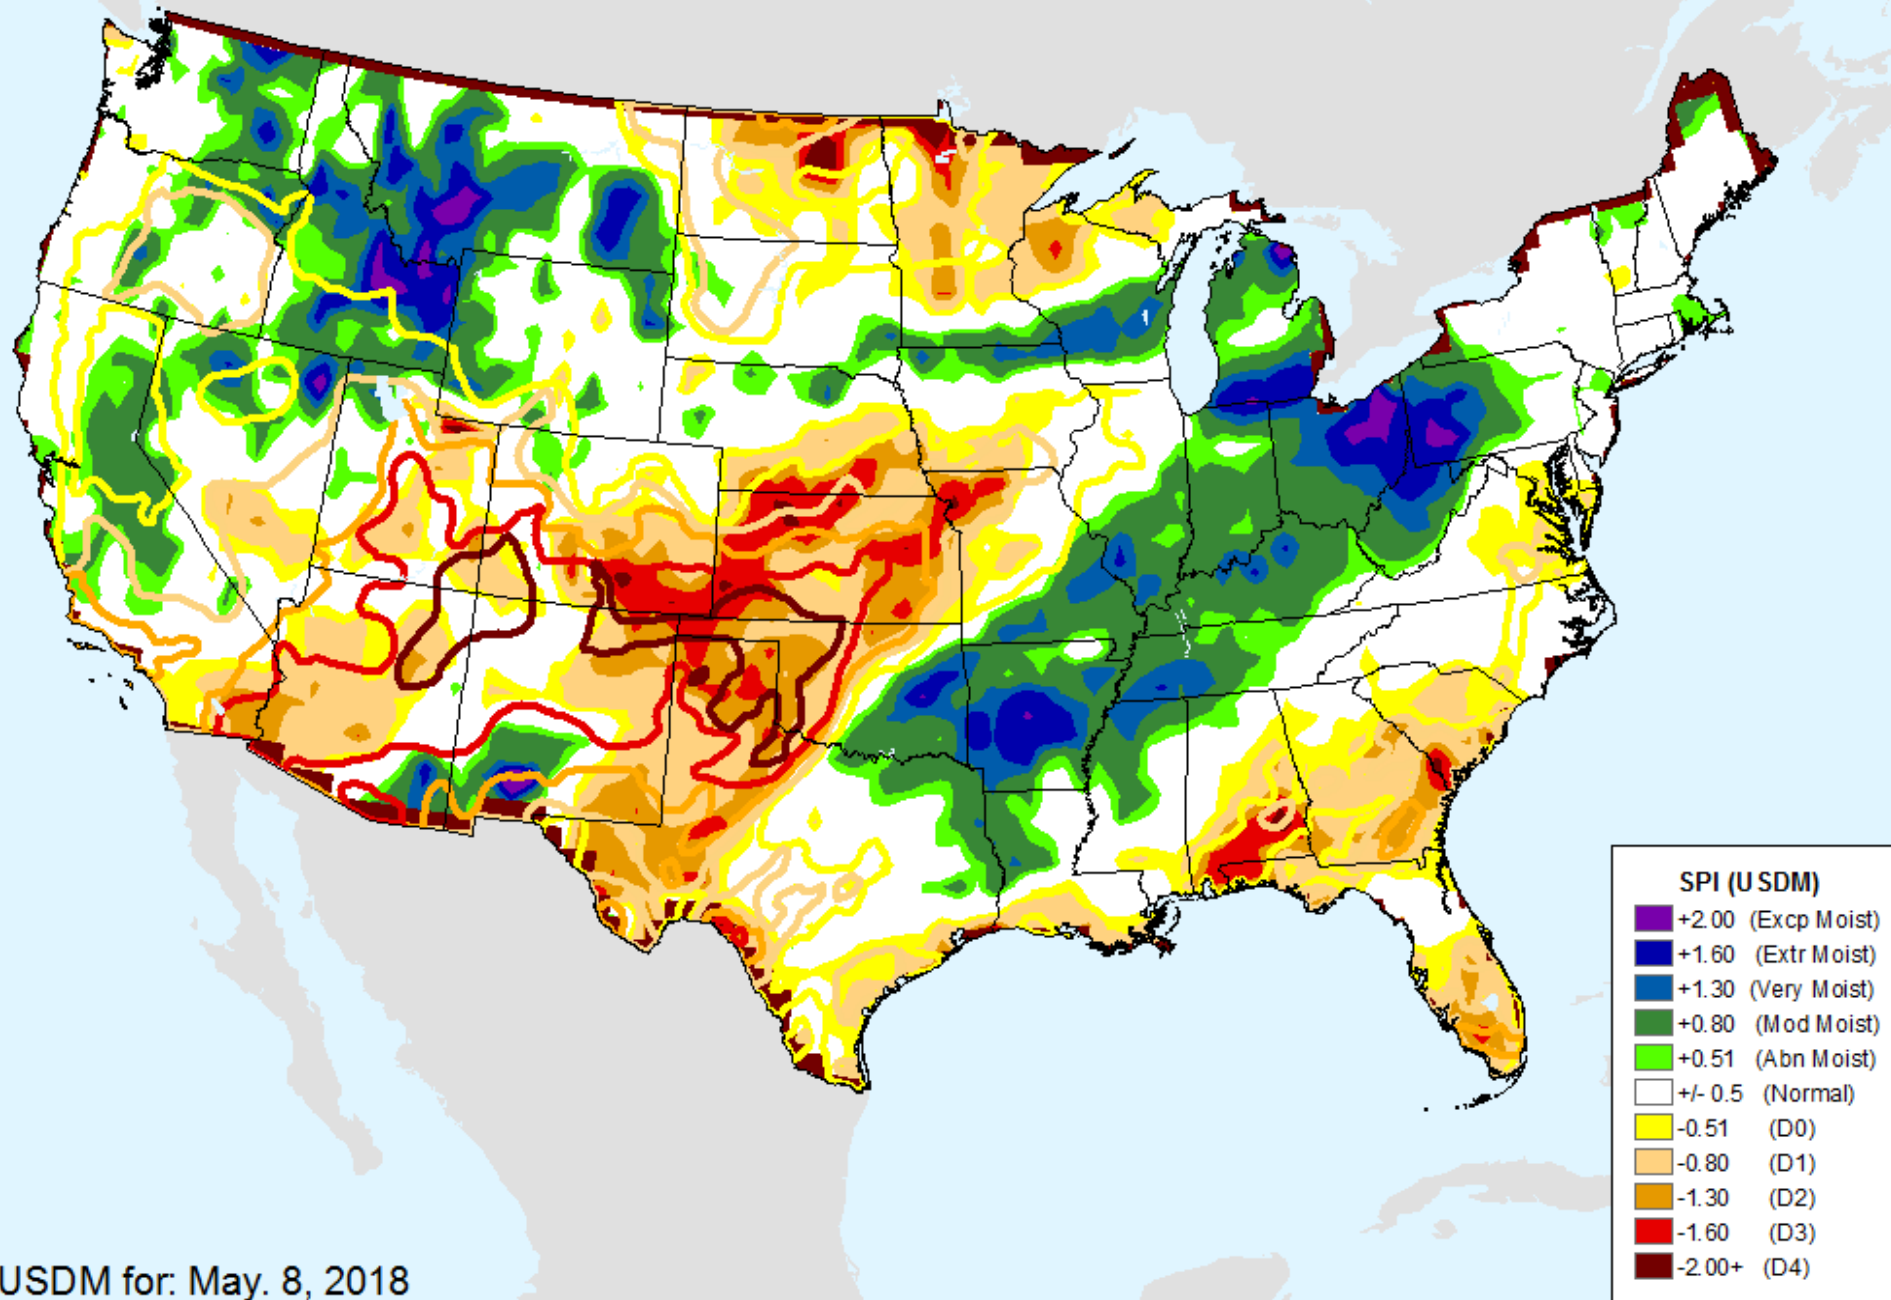 SPI (USDM)
+2.00 (Excp Moist)
+1.60 (Extr Moist)
+1.30 (Very Moist)
+0.80 (Mod Moist)
+0.51 (Abn Moist)
+/- 0.5 (Normal)
-0.51 (D0)
-0.80 (D1)
-1.30 (D2)
-1.60 (D3)
-2.00+ (D4)
USDM for: May. 8, 2018